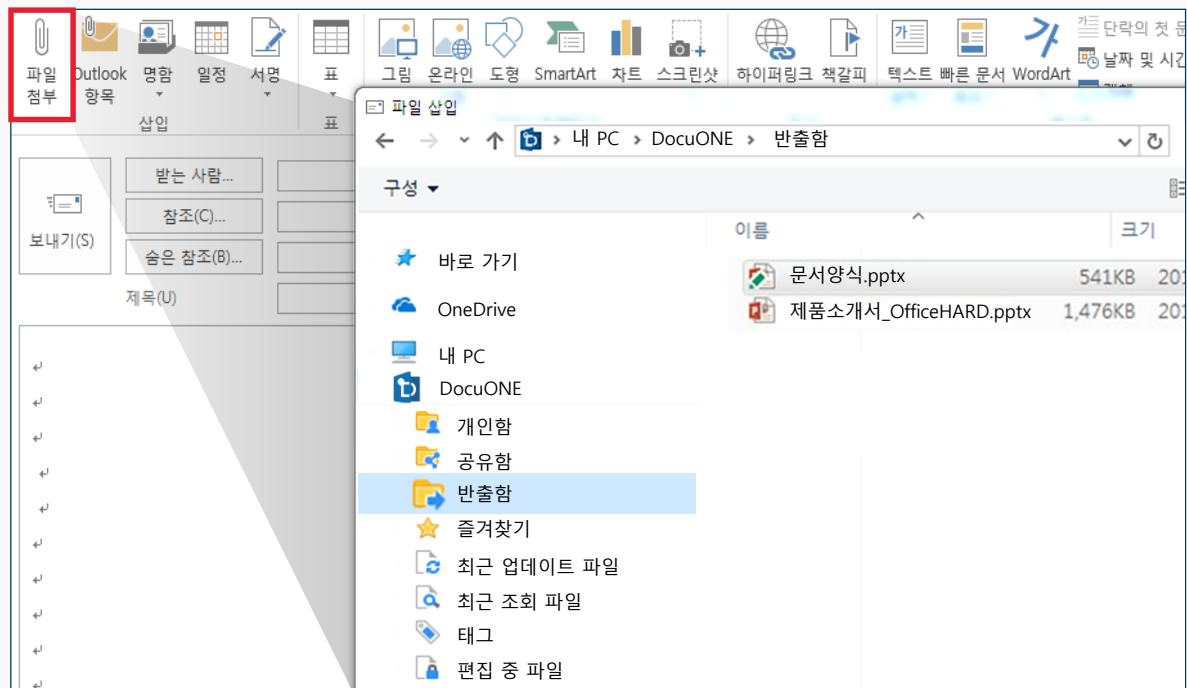 파일 첨부
Outlook 항목
명함
일정
서명
표
그림
온라인
도형
SmartArt
차트
스크린샷
하이퍼링크
책갈피
텍스트
빠른 문서
WordArt
단락의 첫
날짜 및 시간
삽입
표
보내기(S)
받는 사람...
참조(C)...
숨은 참조(B)...
제목(U)
파일 삽입
내 PC > DocuONE > 반출함
구성
이름 크기
문서양식.pptx 541KB 201
제품소개서_OfficeHARD.pptx 1,476KB 201
바로 가기
OneDrive
내 PC
DocuONE
개인함
공유함
반출함
즐겨찾기
최근 업데이트 파일
최근 조회 파일
태그
편집 중 파일